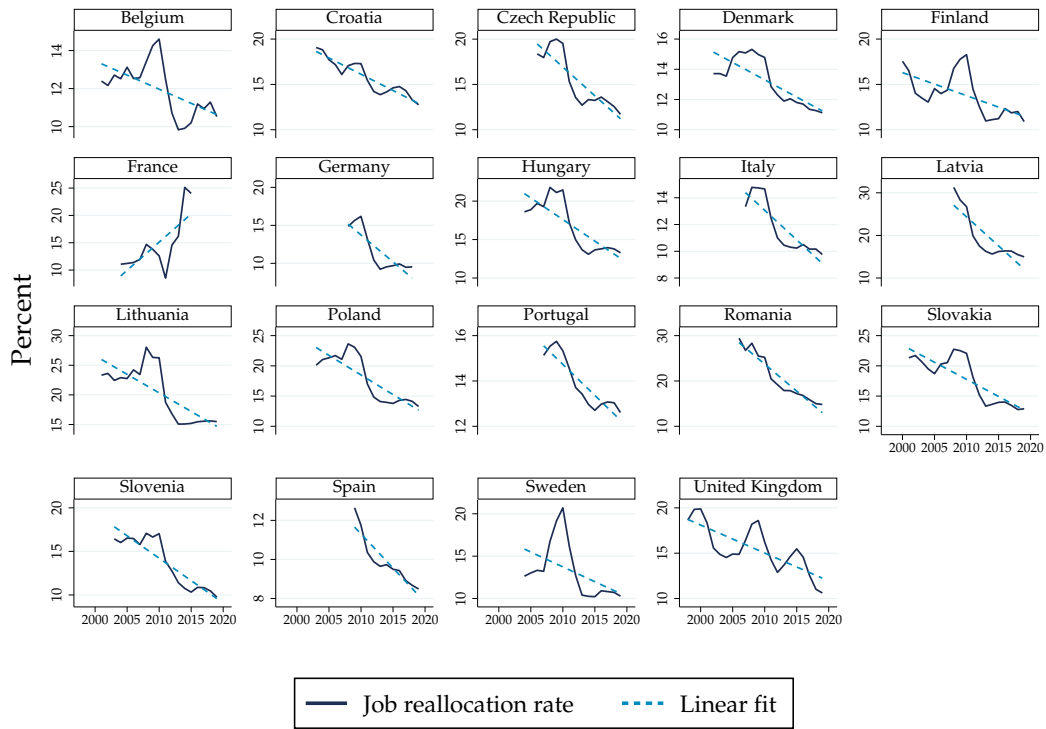 Percent
Belgium Croatia Czech Republic Denmark Finland
14 12 10
20 15 10
20 15 10
16 14 12 10
20 15 10
France Germany Hungary Italy Latvia
25 20 15 10
20 15 10
20 15 10
14 12 10 8
30 20 10
Lithuania Poland Portugal Romania Slovakia
30 25 20 15
25 20 15 10
16 14 12
30 20 10
25 20 15 10
2000 2005 2010 2015 2020
Slovenia Spain Sweden United Kingdom
20 15 10
12 10 8
20 15 10
20 15 10
2000 2005 2010 2015 2020 2000 2005 2010 2015 2020 2000 2005 2010 2015 2020 2000 2005 2010 2015 2020
Job reallocation rate Linear fit